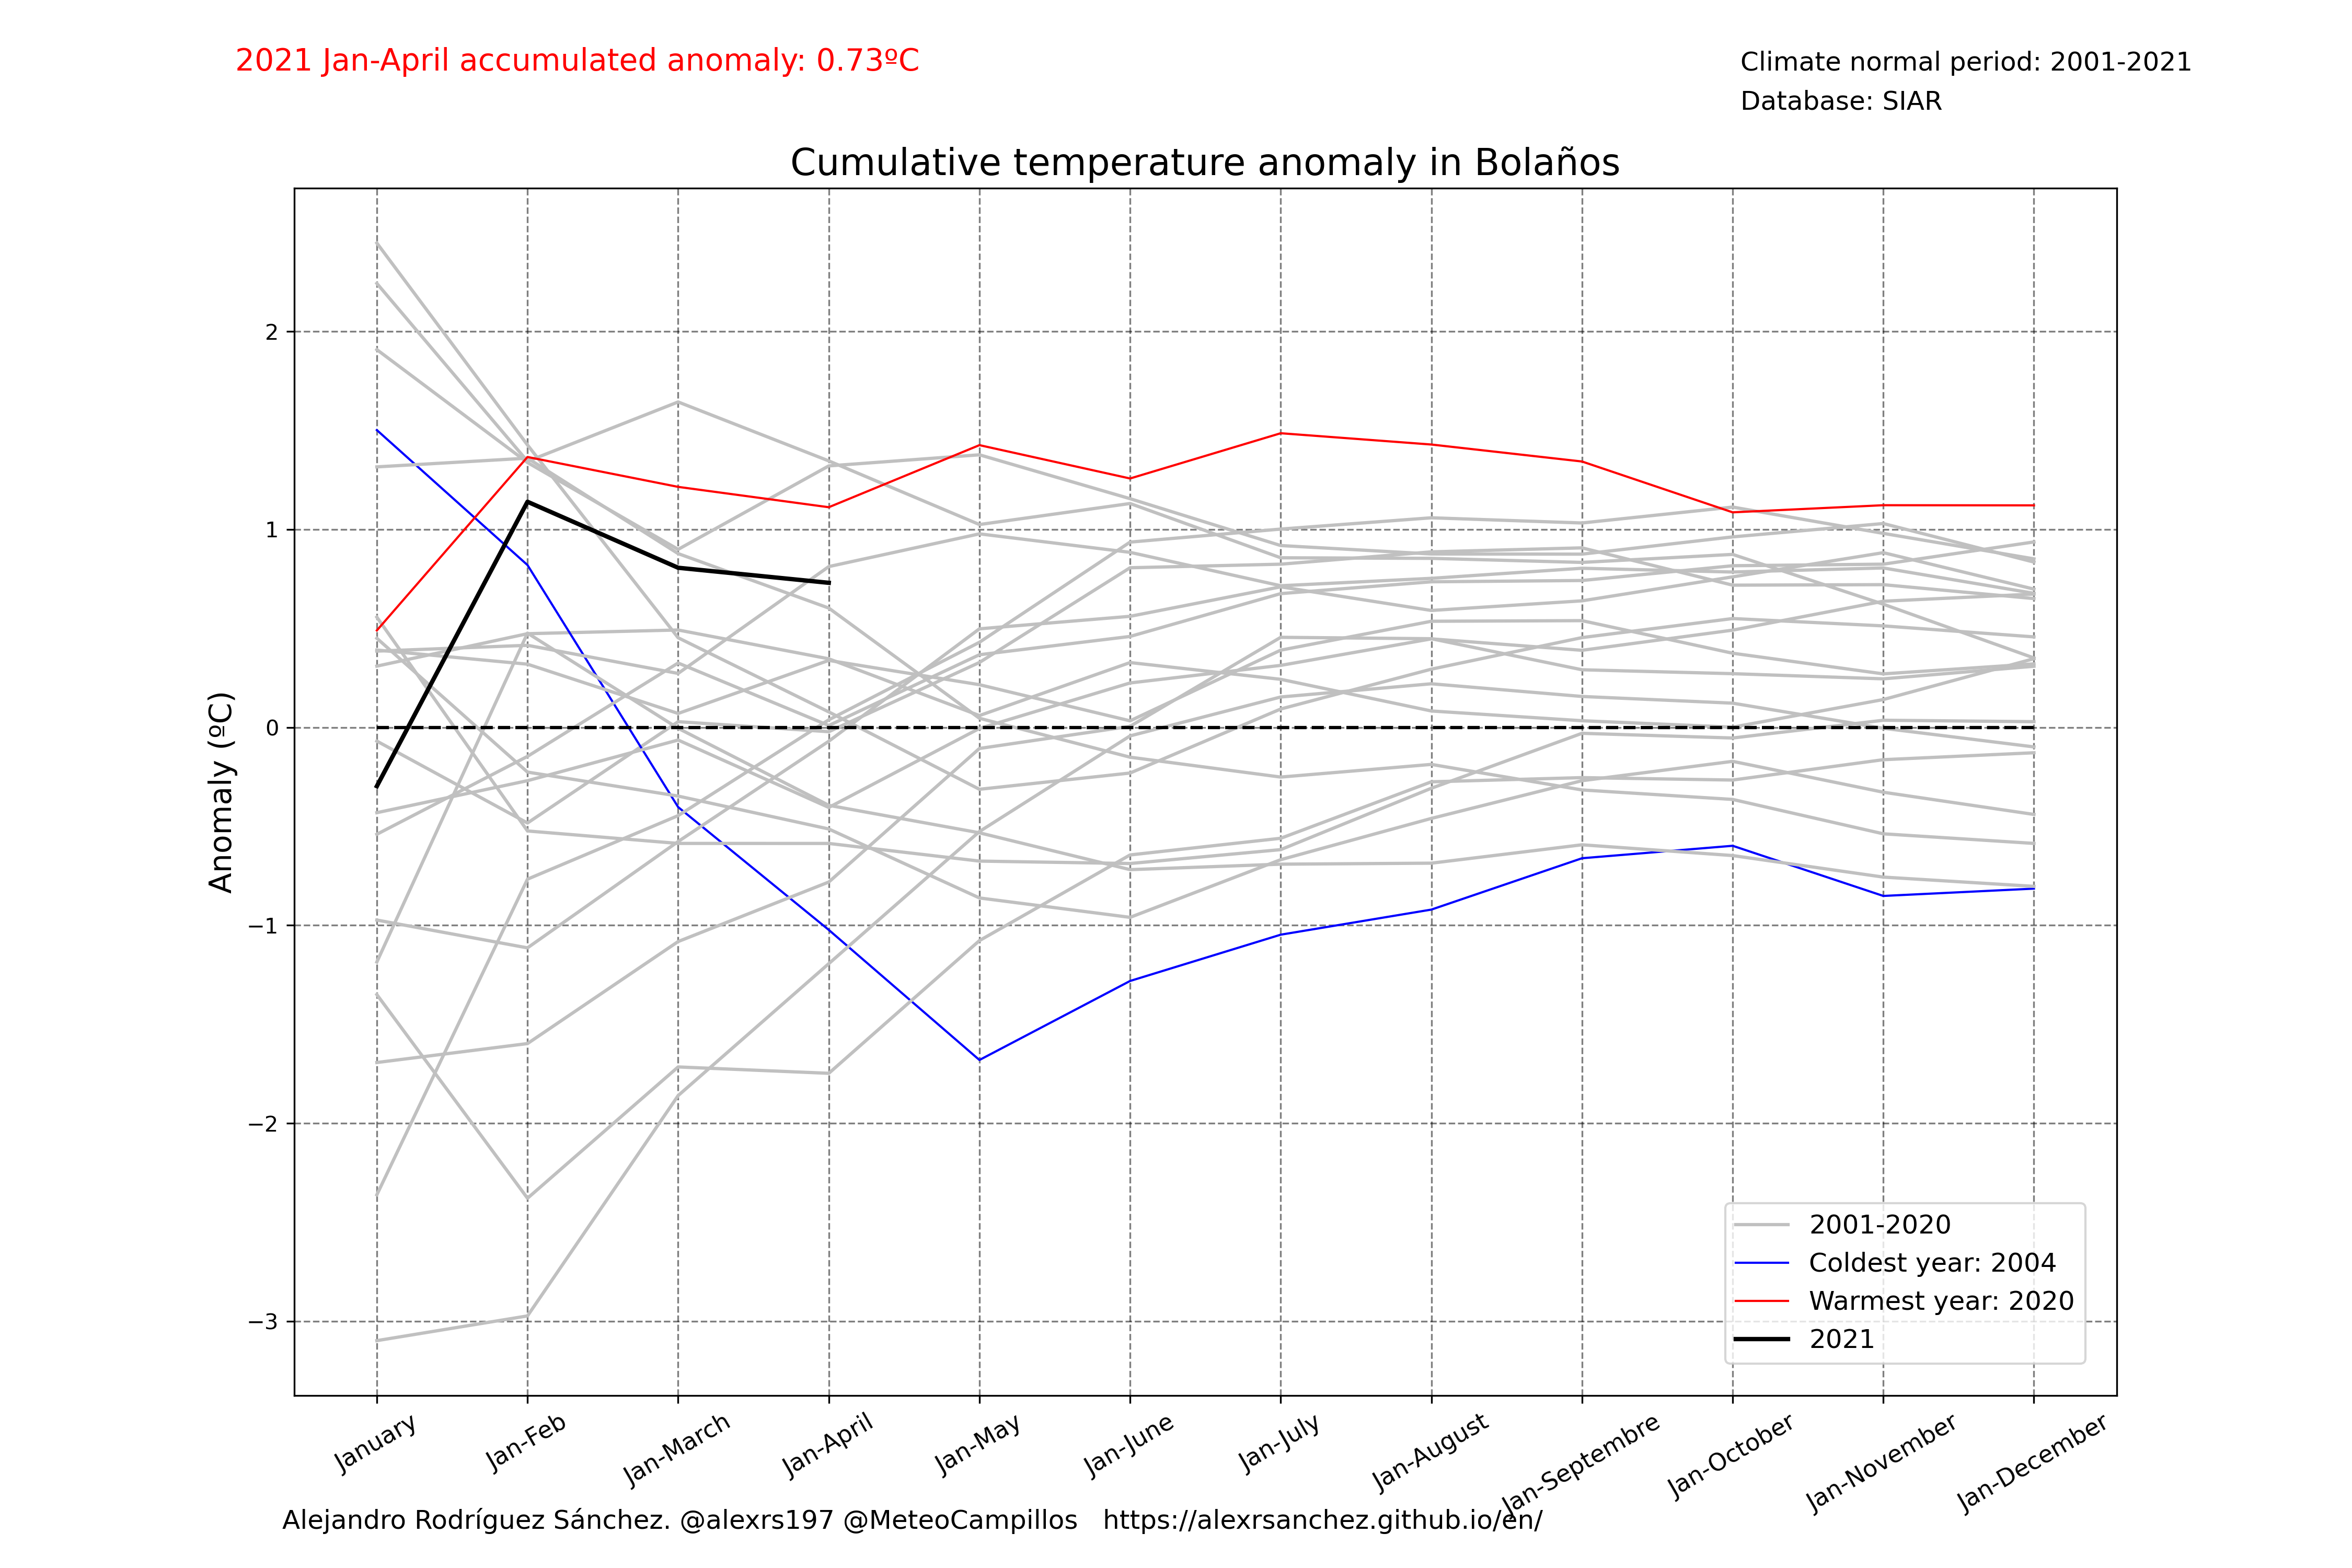 2021 Jan-April accumulated anomaly: 0.73ºC
Climate normal period: 2001-2021
Database: SIAR
Cumulative temperature anomaly in Bolaños
Anomaly (ºC)
2
1
0
−1
−2
−3
2001-2020
Coldest year: 2004
Warmest year: 2020
2021
January
Jan-Feb
Jan-March
Jan-April
Jan-May
Jan-June
Jan-July
Jan-August
Jan-Septembre
Jan-October
Jan-November
Jan-December
Alejandro Rodríguez Sánchez. @alexrs197 @MeteoCampillos https://alexrsanchez.github.io/en/